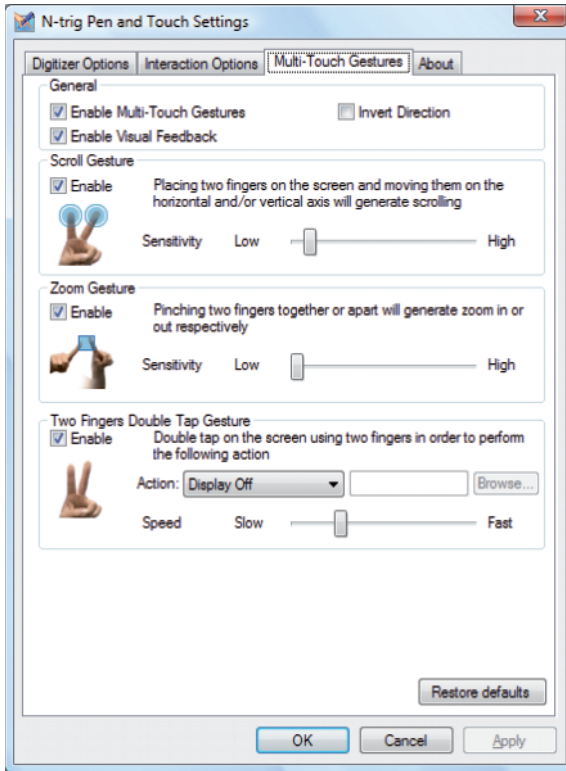 N-trig Pen and Touch Settings
Digitizer Options Interaction Options Multi-Touch Gestures About
General
Enable Multi-Touch Gestures Invert Direction
Enable Visual Feedback
Scroll Gesture
Enable Placing two fingers on the screen and moving them on the
horizontal and/or vertical axis will generate scrolling
Sensitivity Low High
Zoom Gesture
Enable Pinching two fingers together or apart will generate zoom in or
out respectively
Sensitivity Low High
Two Fingers Double Tap Gesture
Enable Double tap on the screen using two fingers in order to perform
the following action
Action: Display Off Browse...
Speed Slow Fast
Restore defaults
OK Cancel Apply